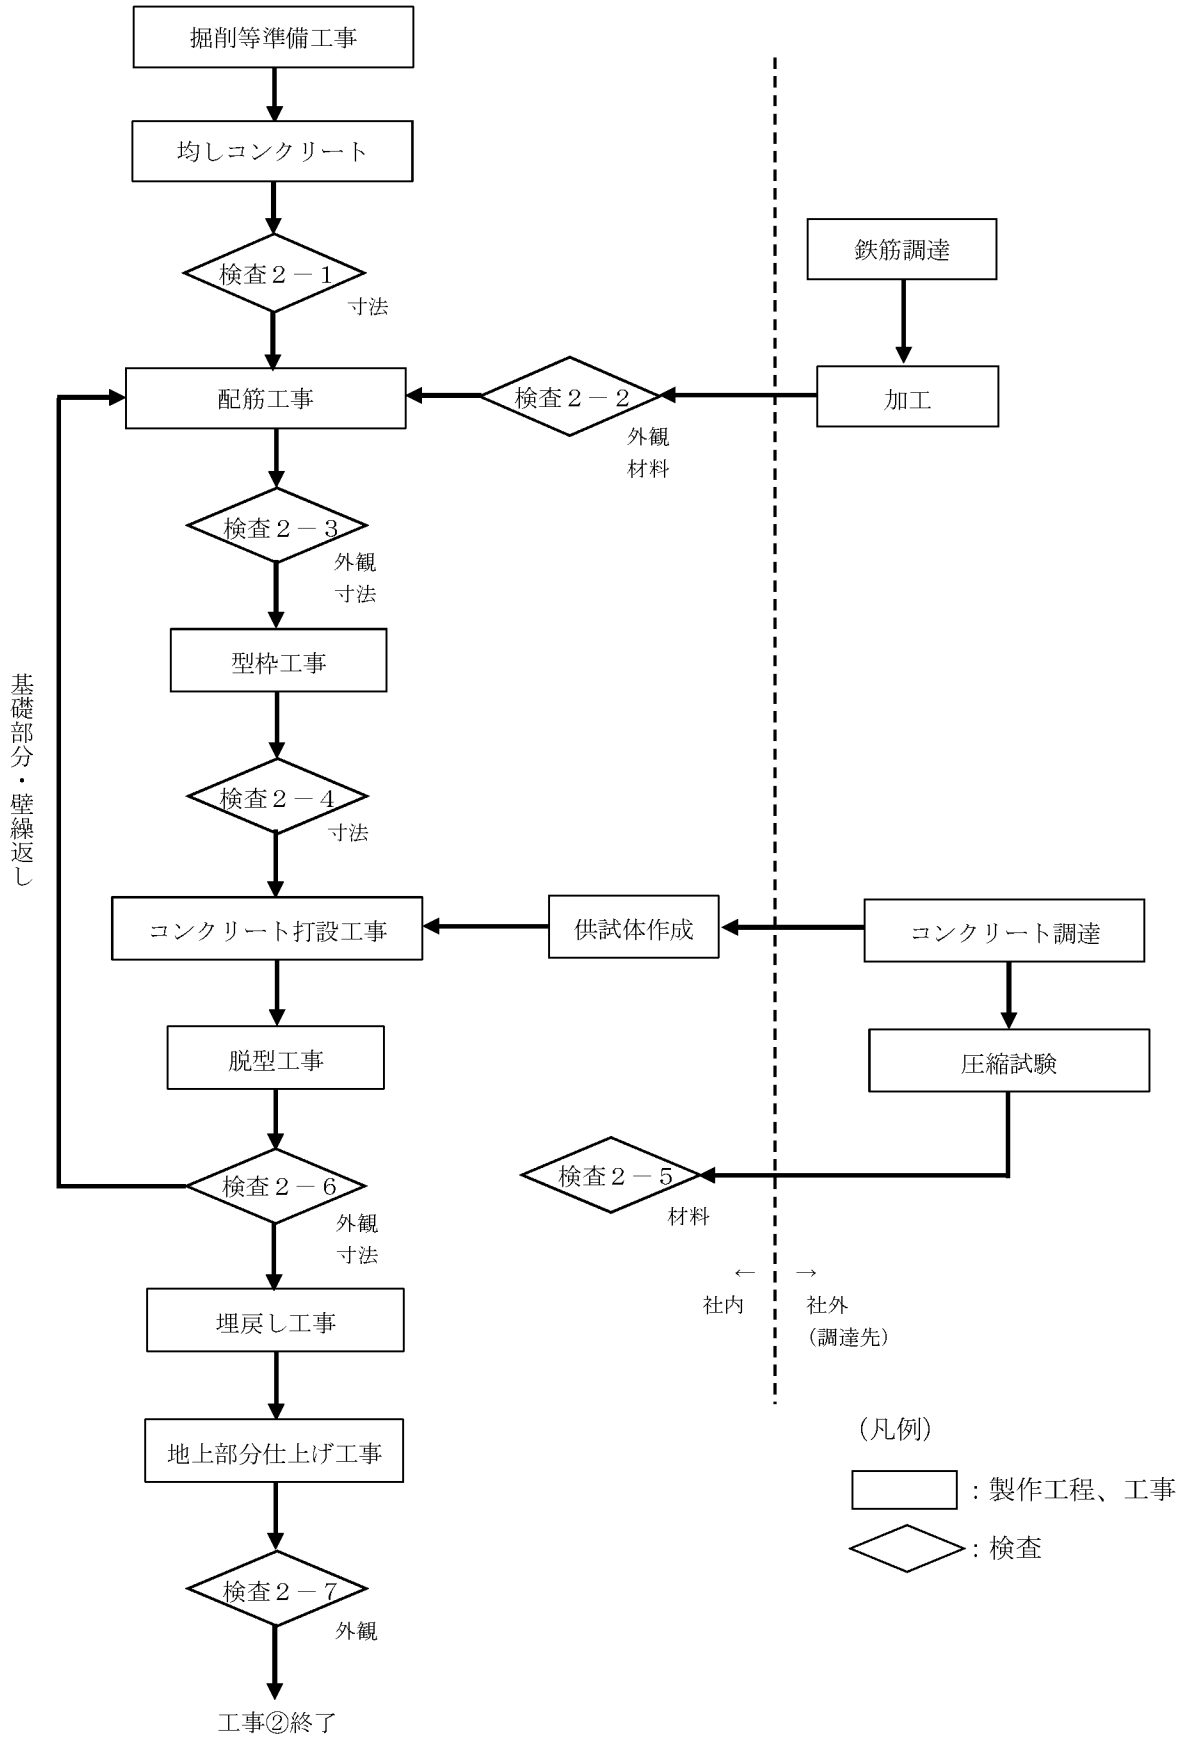 掘削等準備工事
均しコンクリート
検査２－１
寸法
鉄筋調達
配筋工事
検査２－２
加工
外観
材料
検査２－３
外観
寸法
型枠工事
基礎部分・壁繰返し
検査２－４
寸法
コンクリート打設工事
供試体作成
コンクリート調達
脱型工事
圧縮試験
検査２－６
外観
寸法
検査２－５
材料
← →
社内 社外
（調達先）
埋戻し工事
地上部分仕上げ工事
（凡例）
：製作工程、工事
：検査
検査２－７
外観
工事②終了